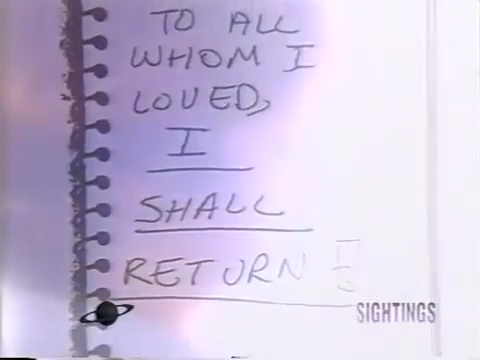 TO ALL
WHOM I
LOVED,
I
SHALL
RETURN !!
SIGHTINGS